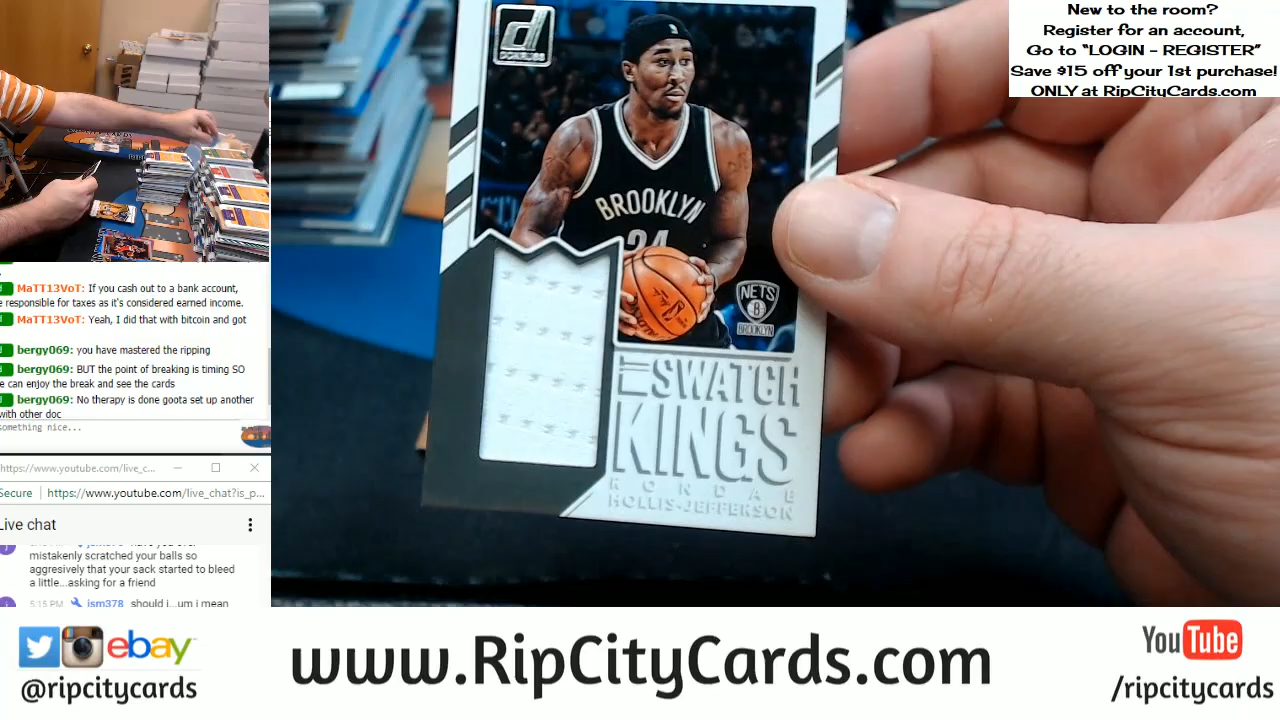 New to the room?
Register for an account,
Go to “LOGIN - REGISTER”
Save $15 off your 1st purchase!
ONLY at RipCityCards.com
d
BROOKLYN
24
NETS
B
BROOKLYN
SWATCH
KINGS
RONDAE
HOLLIS-JEFFERSON
MaTT13VoT: If you cash out to a bank account,
e responsible for taxes as it's considered earned income.
MaTT13VoT: Yeah, I did that with bitcoin and got
bergy069: you have mastered the ripping
bergy069: BUT the point of breaking is timing SO
e can enjoy the break and see the cards
bergy069: No therapy is done goota set up another
with other doc
something nice...
https://www.youtube.com/live_c...
Secure https://www.youtube.com/live_chat?is_p...
Live chat
mistakenly scratched your balls so
aggresively that your sack started to bleed
a little...asking for a friend
5:15 PM jsm378 should i...um i mean
ebay
@ripcitycards
www.RipCityCards.com
YouTube
/ripcitycards